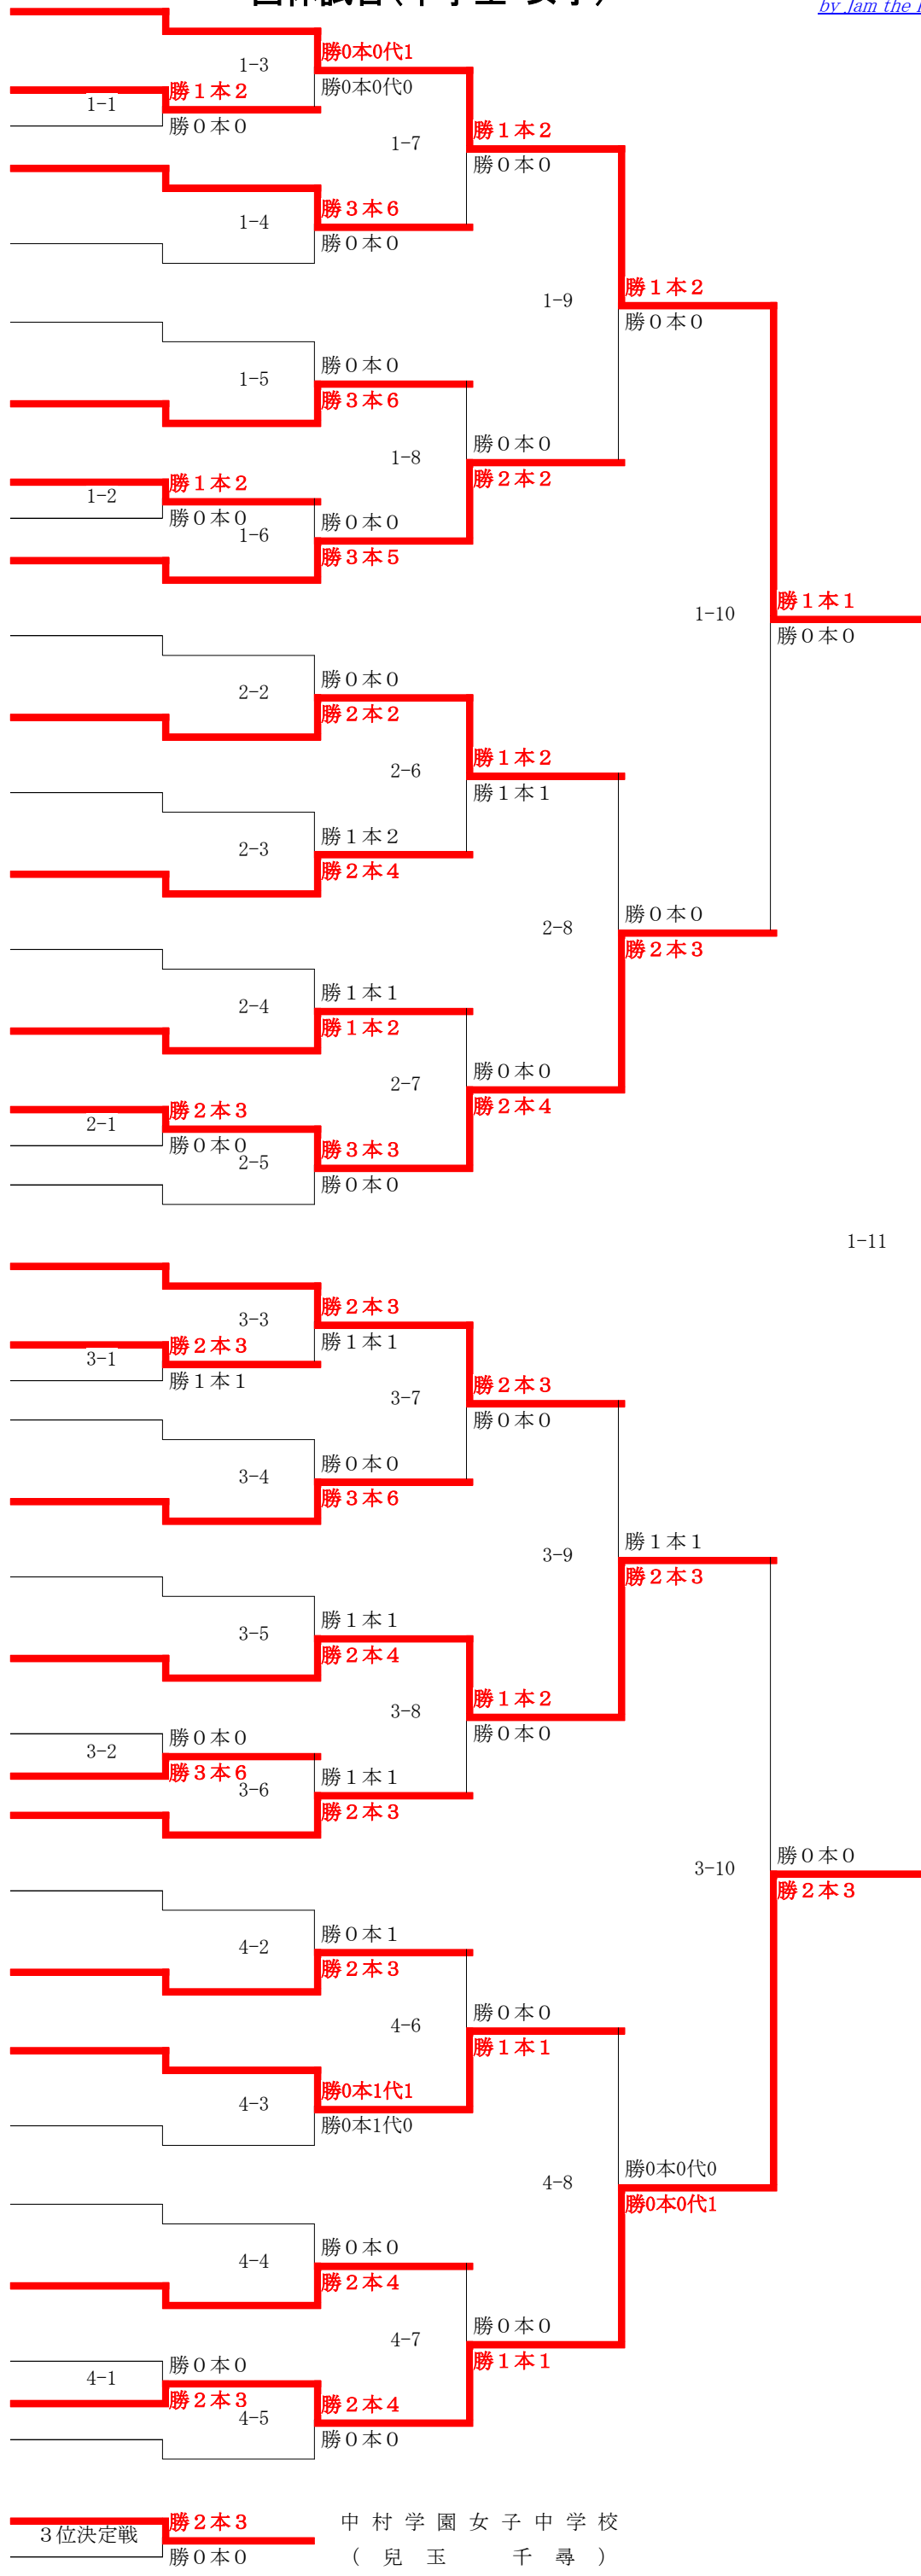 by Jam the
1-3
勝0本0代1
勝0本0代0
1-1
勝１本２
勝０本０
1-7
勝１本２
勝０本０
1-4
勝３本６
勝０本０
1-9
勝１本２
勝０本０
1-5
勝０本０
勝３本６
1-8
勝０本０
勝２本２
1-2
勝１本２
勝０本０
1-6
勝０本０
勝３本５
1-10
勝１本１
勝０本０
2-2
勝０本０
勝２本２
2-6
勝１本２
勝１本１
2-3
勝１本２
勝２本４
2-8
勝０本０
勝２本３
2-4
勝１本１
勝１本２
2-7
勝０本０
勝２本４
2-1
勝２本３
勝０本０
2-5
勝３本３
勝０本０
1-11
3-3
勝２本３
勝１本１
3-1
勝２本３
勝１本１
3-7
勝２本３
勝０本０
3-4
勝０本０
勝３本６
3-9
勝１本１
勝２本３
3-5
勝１本１
勝２本４
3-8
勝１本２
勝０本０
3-2
勝０本０
勝３本６
3-6
勝１本１
勝２本３
3-10
勝０本０
勝２本３
4-2
勝０本１
勝２本３
4-6
勝０本０
勝１本１
4-3
勝0本1代1
勝0本1代0
4-8
勝0本0代0
勝0本0代1
4-4
勝０本０
勝２本４
4-7
勝０本０
勝１本１
4-1
勝０本０
勝２本３
4-5
勝２本４
勝０本０
３位決定戦
勝２本３
勝０本０
中村学園女子中学校
（児玉　千尋）